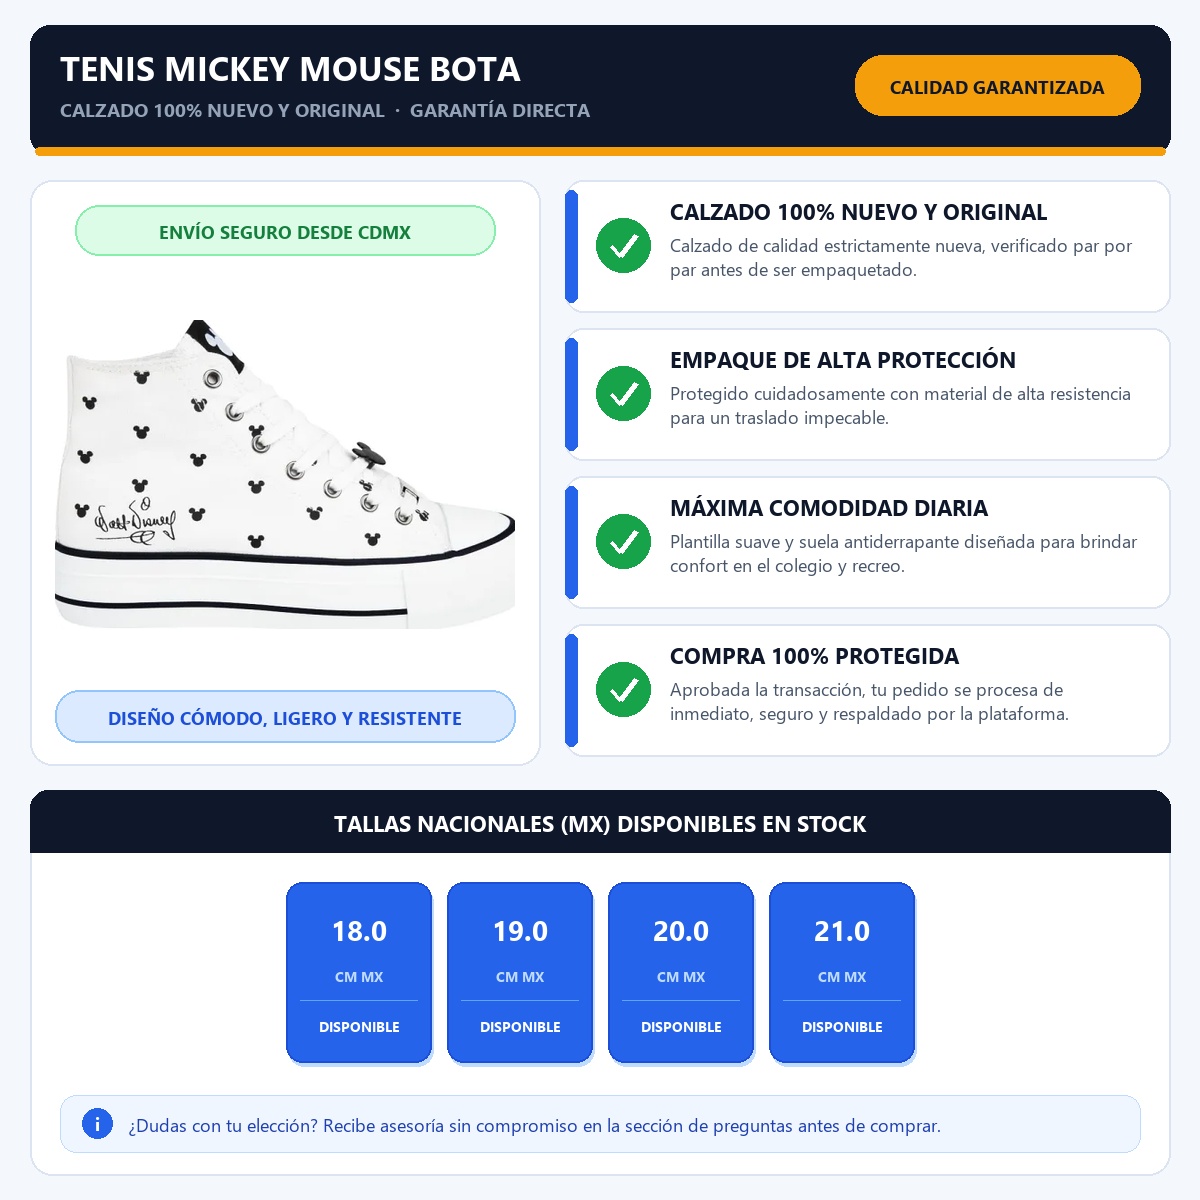 TENIS MICKEY MOUSE BOTA
CALZADO 100% NUEVO Y ORIGINAL · GARANTÍA DIRECTA
CALIDAD GARANTIZADA
ENVÍO SEGURO DESDE CDMX
Walt Disney
DISEÑO CÓMODO, LIGERO Y RESISTENTE
CALZADO 100% NUEVO Y ORIGINAL
Calzado de calidad estrictamente nueva, verificado par por
par antes de ser empaquetado.
EMPAQUE DE ALTA PROTECCIÓN
Protegido cuidadosamente con material de alta resistencia
para un traslado impecable.
MÁXIMA COMODIDAD DIARIA
Plantilla suave y suela antiderrapante diseñada para brindar
confort en el colegio y recreo.
COMPRA 100% PROTEGIDA
Aprobada la transacción, tu pedido se procesa de
inmediato, seguro y respaldado por la plataforma.
TALLAS NACIONALES (MX) DISPONIBLES EN STOCK
18.0
CM MX
DISPONIBLE
19.0
CM MX
DISPONIBLE
20.0
CM MX
DISPONIBLE
21.0
CM MX
DISPONIBLE
¿Dudas con tu elección? Recibe asesoría sin compromiso en la sección de preguntas antes de comprar.